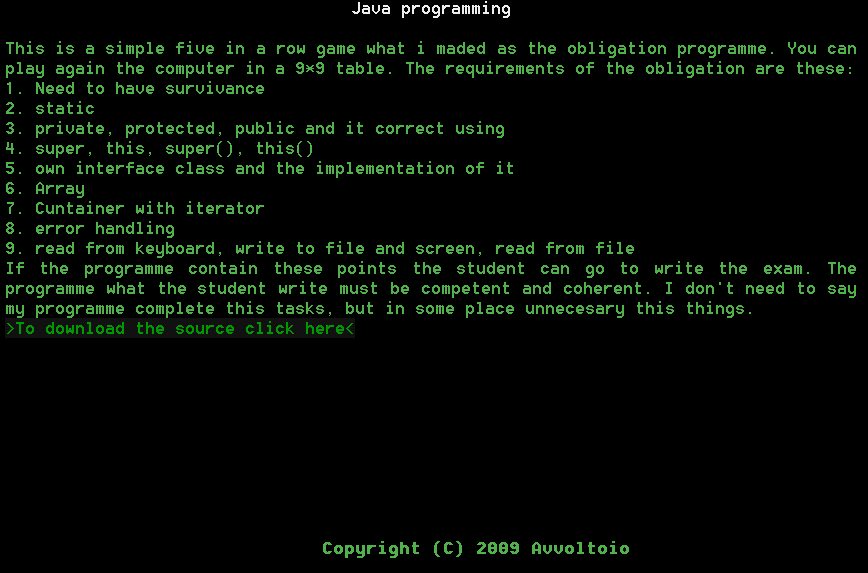 Java programming
This is a simple five in a row game what i maded as the obligation programme. You can
play again the computer in a 9*9 table. The requirements of the obligation are these:
1. Need to have survivance
2. static
3. private, protected, public and it correct using
4. super, this, super(), this()
5. own interface class and the implementation of it
6. Array
7. Cuntainer with iterator
8. error handling
9. read from keyboard, write to file and screen, read from file
If the programme contain these points the student can go to write the exam. The
programme what the student write must be competent and coherent. I don't need to say
my programme complete this tasks, but in some place unnecesary this things.
>To download the source click here<
Copyright (C) 2009 Avvoltoio